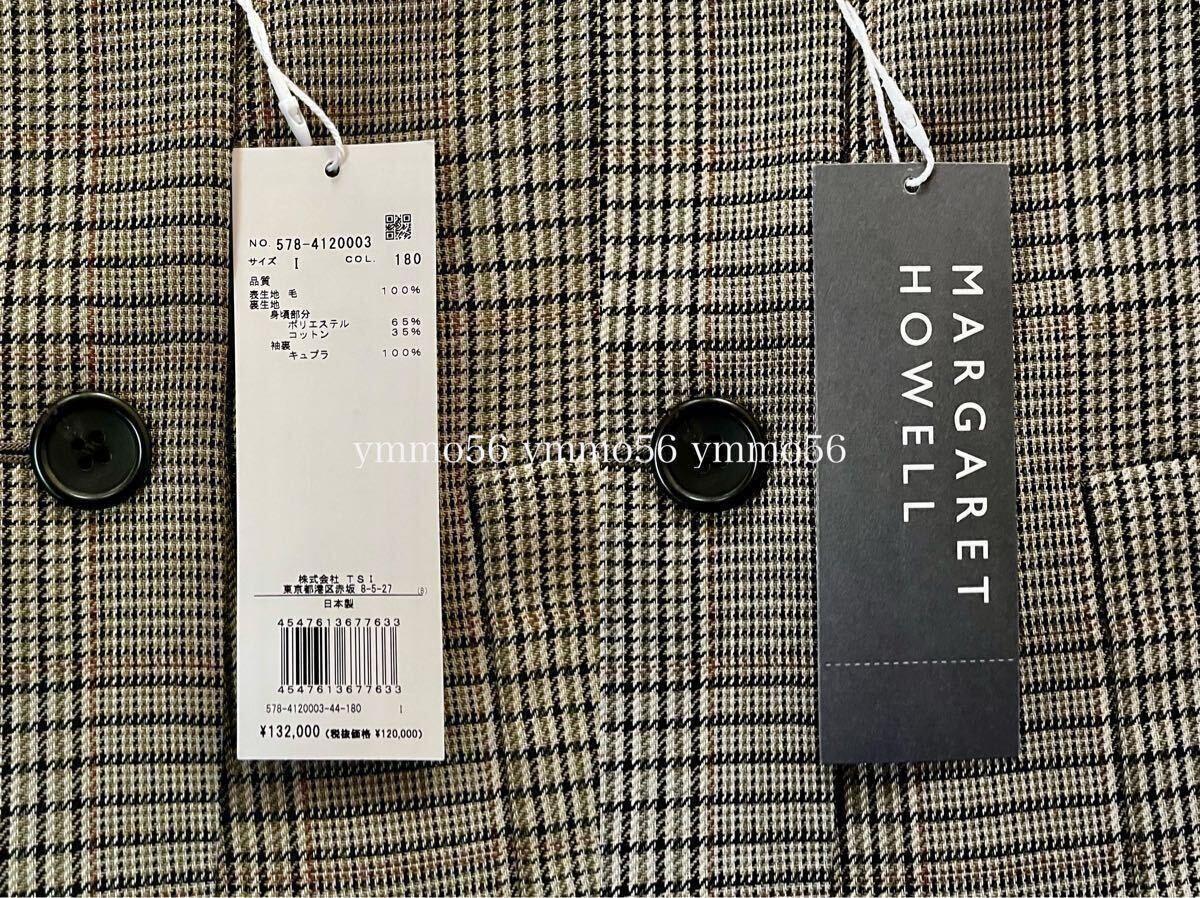 NO. 578-4120003
サイズ I COL. 180
品質
表生地 毛 100%
裏生地
身頃部分
ポリエステル 65%
コットン 35%
袖裏
キュプラ 100%
株式会社 TSI
東京都港区赤坂 8-5-27 (B)
日本製
4547613677633
4547613677633
578-4120003-44-180 I
¥132,000 (税抜価格 ¥120,000)
MARGARET
HOWELL
ymmo56 ymmo56 ymmo56